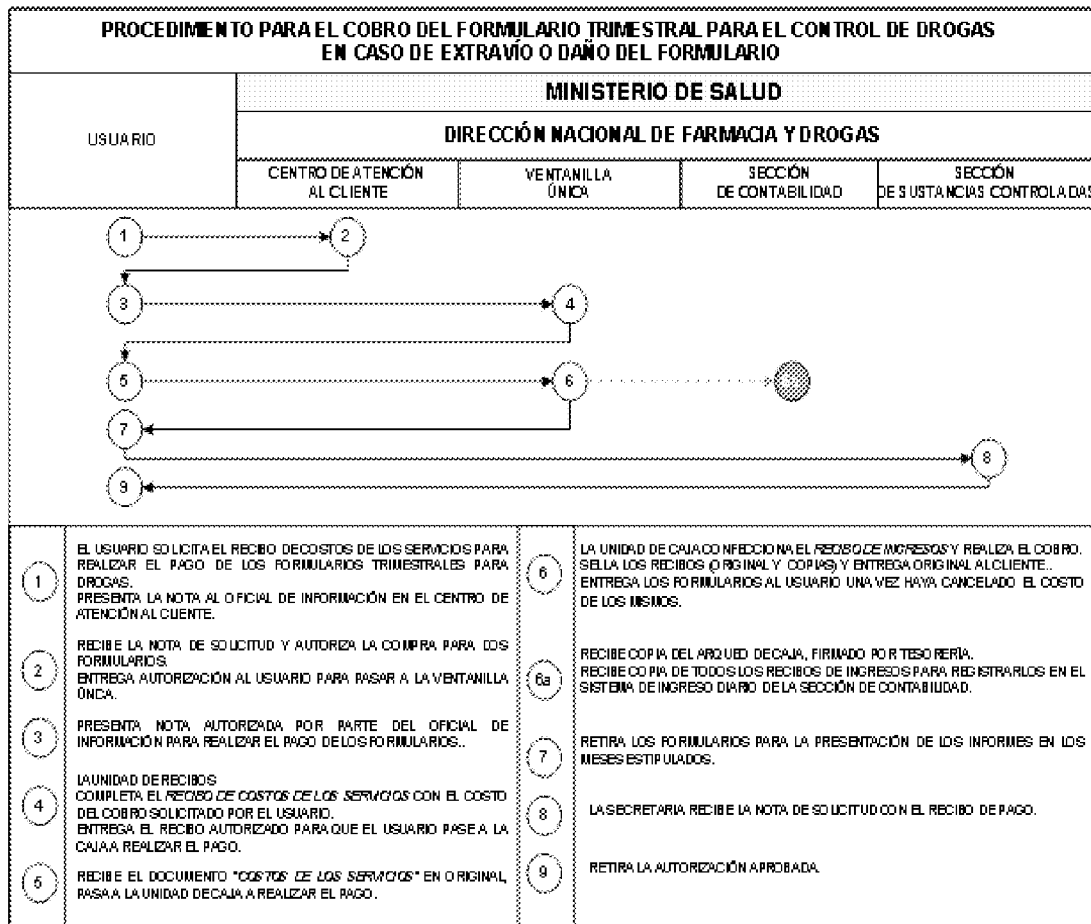 PROCEDIMIENTO PARA EL COBRO DEL FORMULARIO TRIMESTRAL PARA EL CONTROL DE DROGAS
EN CASO DE EXTRAVÍO O DAÑO DEL FORMULARIO
MINISTERIO DE SALUD
USUARIO
DIRECCIÓN NACIONAL DE FARMACIA Y DROGAS
CENTRO DE ATENCIÓN
AL CLIENTE
VENTANILLA
ÚNICA
SECCIÓN
DE CONTABILIDAD
SECCIÓN
DE SUSTANCIAS CONTROLADAS
1
2
3
4
5
6
7
8
9
1
EL USUARIO SOLICITA EL RECIBO DE COSTOS DE LOS SERVICIOS PARA
REALIZAR EL PAGO DE LOS FORMULARIOS TRIMESTRALES PARA
DROGAS.
PRESENTA LA NOTA AL OFICIAL DE INFORMACIÓN EN EL CENTRO DE
ATENCIÓN AL CLIENTE.
2
RECIBE LA NOTA DE SOLICITUD Y AUTORIZA LA COMPRA PARA LOS
FORMULARIOS.
ENTREGA AUTORIZACIÓN AL USUARIO PARA PASAR A LA VENTANILLA
ÚNICA.
3
PRESENTA NOTA AUTORIZADA POR PARTE DEL OFICIAL DE
INFORMACIÓN PARA REALIZAR EL PAGO DE LOS FORMULARIOS..
4
LA UNIDAD DE RECIBOS
COMPLETA EL RECIBO DE COSTOS DE LOS SERVICIOS CON EL COSTO
DEL COBRO SOLICITADO POR EL USUARIO.
ENTREGA EL RECIBO AUTORIZADO PARA QUE EL USUARIO PASE A LA
CAJA A REALIZAR EL PAGO.
5
RECIBE EL DOCUMENTO "COSTOS DE LOS SERVICIOS" EN ORIGINAL,
PASA A LA UNIDAD DE CAJA A REALIZAR EL PAGO.
6
LA UNIDAD DE CAJA CONFECCIONA EL RECIBO DE INGRESOS Y REALIZA EL COBRO.
SELLA LOS RECIBOS (ORIGINAL Y COPIAS) Y ENTREGA ORIGINAL AL CLIENTE..
ENTREGA LOS FORMULARIOS AL USUARIO UNA VEZ HAYA CANCELADO EL COSTO
DE LOS MISMOS.
6a
RECIBE COPIA DEL ARQUEO DE CAJA, FIRMADO POR TESORERÍA.
RECIBE COPIA DE TODOS LOS RECIBOS DE INGRESOS PARA REGISTRARLOS EN EL
SISTEMA DE INGRESO DIARIO DE LA SECCIÓN DE CONTABILIDAD.
7
RETIRA LOS FORMULARIOS PARA LA PRESENTACIÓN DE LOS INFORMES EN LOS
MESES ESTIPULADOS.
8
LA SECRETARIA RECIBE LA NOTA DE SOLICITUD CON EL RECIBO DE PAGO.
9
RETIRA LA AUTORIZACIÓN APROBADA.